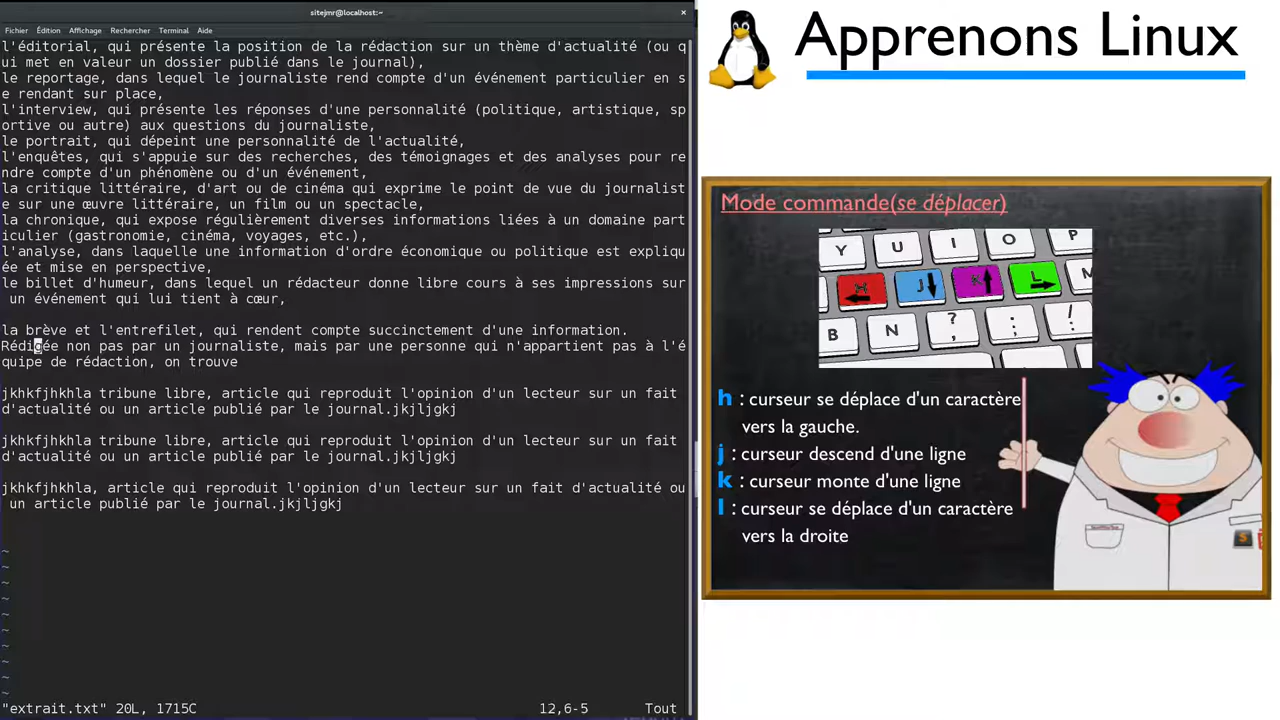 sitejmr@localhost:~
×
Fichier Édition Affichage Rechercher Terminal Aide
l'éditorial, qui présente la position de la rédaction sur un thème d'actualité (ou q
ui met en valeur un dossier publié dans le journal),
le reportage, dans lequel le journaliste rend compte d'un événement particulier en s
e rendant sur place,
l'interview, qui présente les réponses d'une personnalité (politique, artistique, sp
ortive ou autre) aux questions du journaliste,
le portrait, qui dépeint une personnalité de l'actualité,
l'enquêtes, qui s'appuie sur des recherches, des témoignages et des analyses pour re
ndre compte d'un phénomène ou d'un événement,
la critique littéraire, d'art ou de cinéma qui exprime le point de vue du journalist
e sur une œuvre littéraire, un film ou un spectacle,
la chronique, qui expose régulièrement diverses informations liées à un domaine part
iculier (gastronomie, cinéma, voyages, etc.),
l'analyse, dans laquelle une information d'ordre économique ou politique est expliqu
ée et mise en perspective,
le billet d'humeur, dans lequel un rédacteur donne libre cours à ses impressions sur
un événement qui lui tient à cœur,
la brève et l'entrefilet, qui rendent compte succinctement d'une information.
Rédigée non pas par un journaliste, mais par une personne qui n'appartient pas à l'é
quipe de rédaction, on trouve
jkhkfjhkhla tribune libre, article qui reproduit l'opinion d'un lecteur sur un fait
d'actualité ou un article publié par le journal.jkjljgkj
jkhkfjhkhla tribune libre, article qui reproduit l'opinion d'un lecteur sur un fait
d'actualité ou un article publié par le journal.jkjljgkj
jkhkfjhkhla, article qui reproduit l'opinion d'un lecteur sur un fait d'actualité ou
un article publié par le journal.jkjljgkj
~
~
~
~
~
~
~
~
~
~
"extrait.txt" 20L, 1715C 12,6-5 Tout
Apprenons Linux
Mode commande(se déplacer)
Y U I O P
H J K L M
B N ? ; : /
h : curseur se déplace d'un caractère
vers la gauche.
j : curseur descend d'une ligne
k : curseur monte d'une ligne
l : curseur se déplace d'un caractère
vers la droite
S